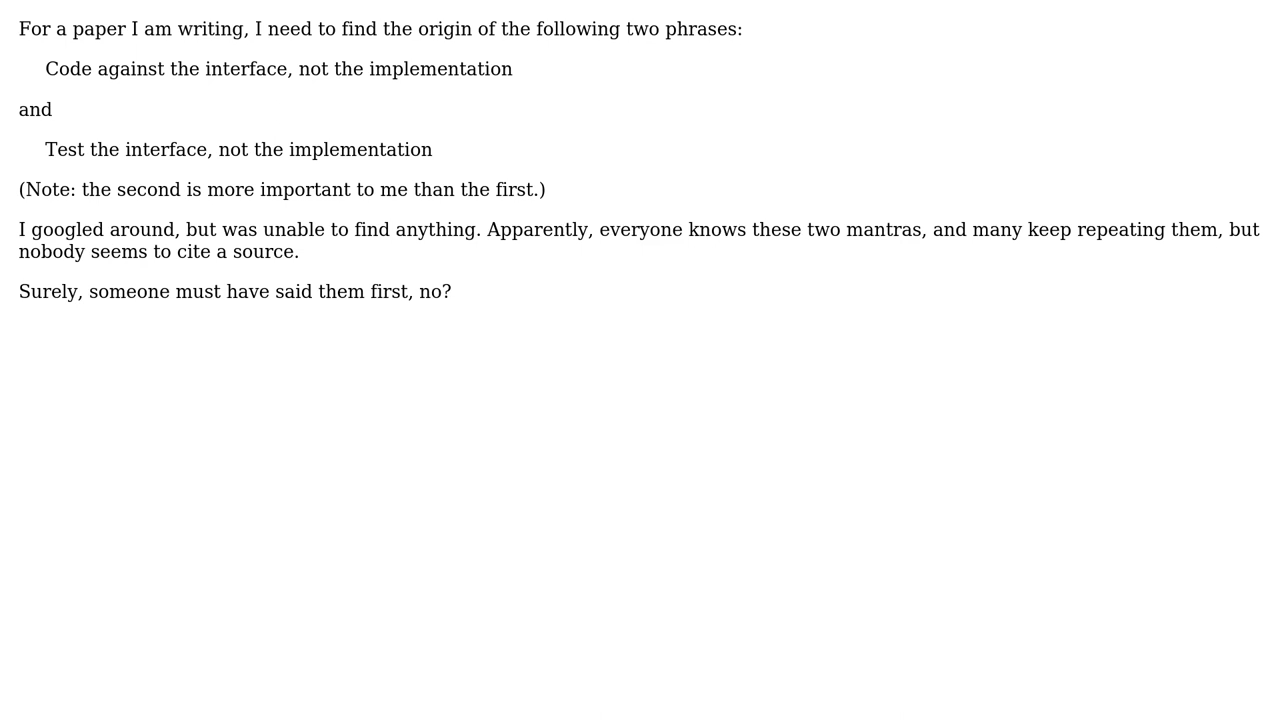 For a paper I am writing, I need to find the origin of the following two phrases:
Code against the interface, not the implementation
and
Test the interface, not the implementation
(Note: the second is more important to me than the first.)
I googled around, but was unable to find anything. Apparently, everyone knows these two mantras, and many keep repeating them, but
nobody seems to cite a source.
Surely, someone must have said them first, no?